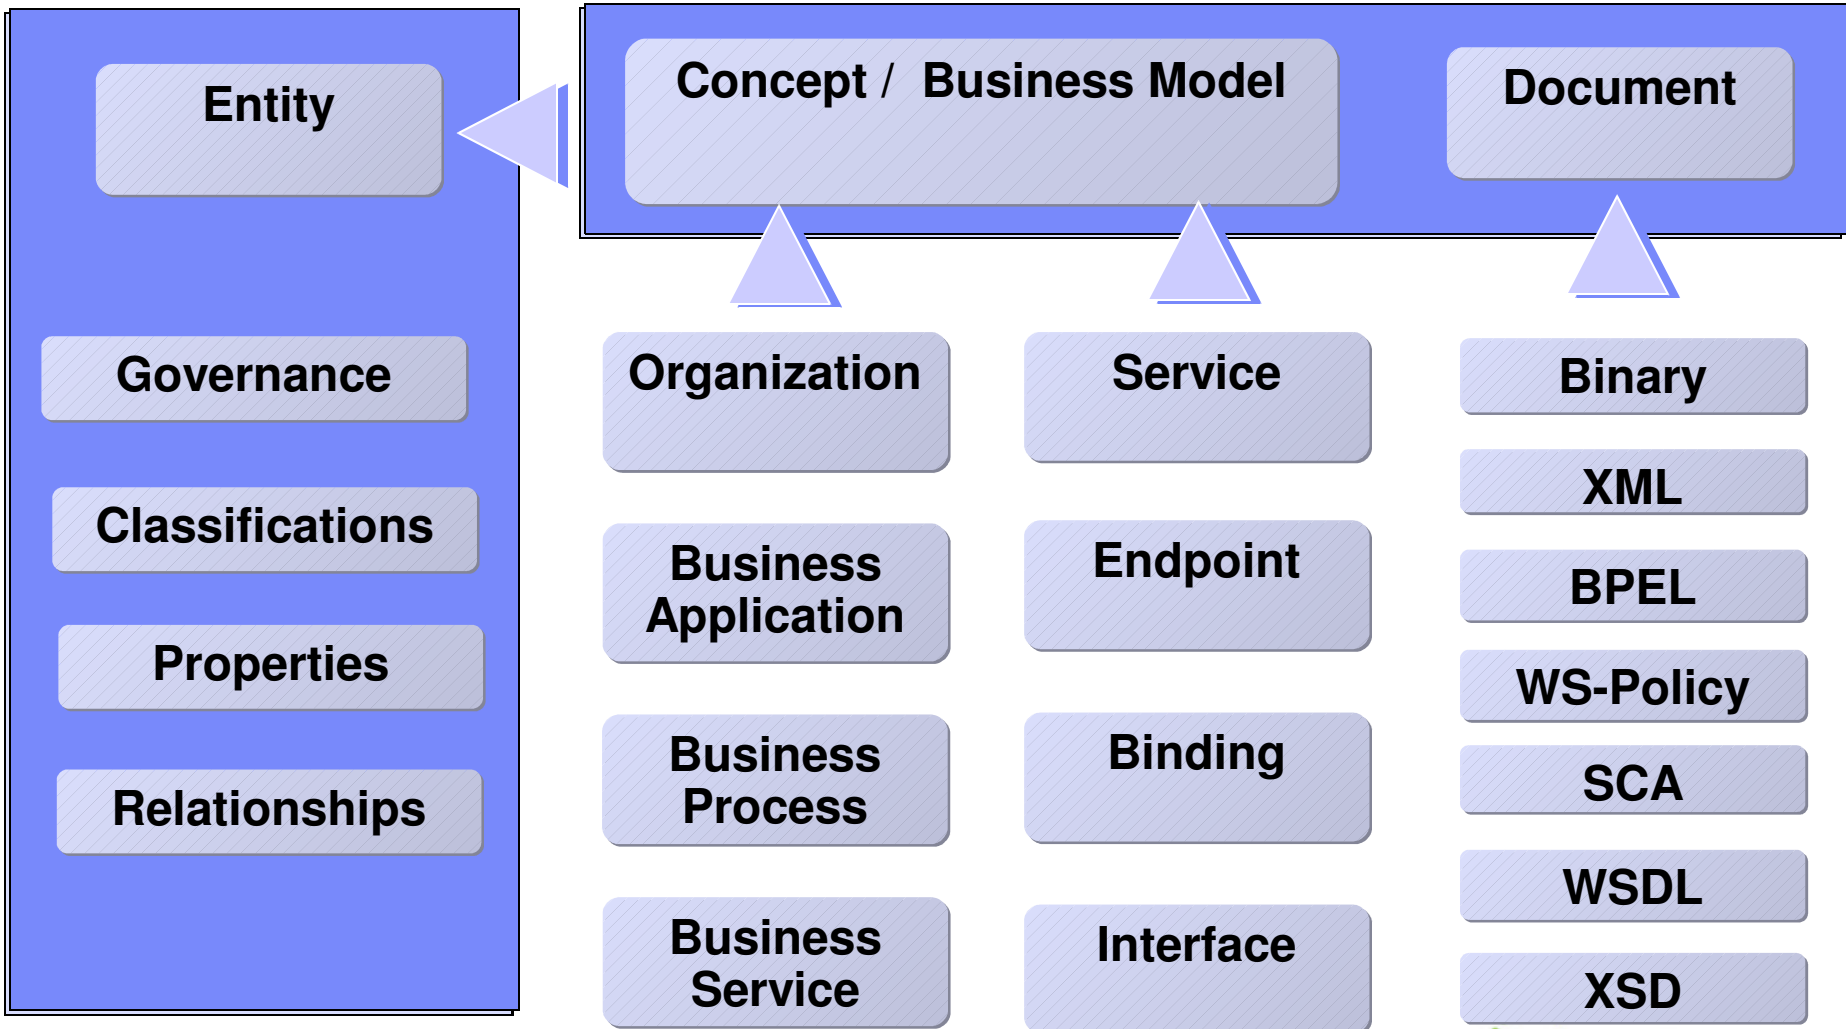 Entity
Governance
Classifications
Properties
Relationships
Concept /  Business Model
Document
Organization
Business
Application
Business
Process
Business
Service
Service
Endpoint
Binding
Interface
Binary
XML
BPEL
WS-Policy
SCA
WSDL
XSD